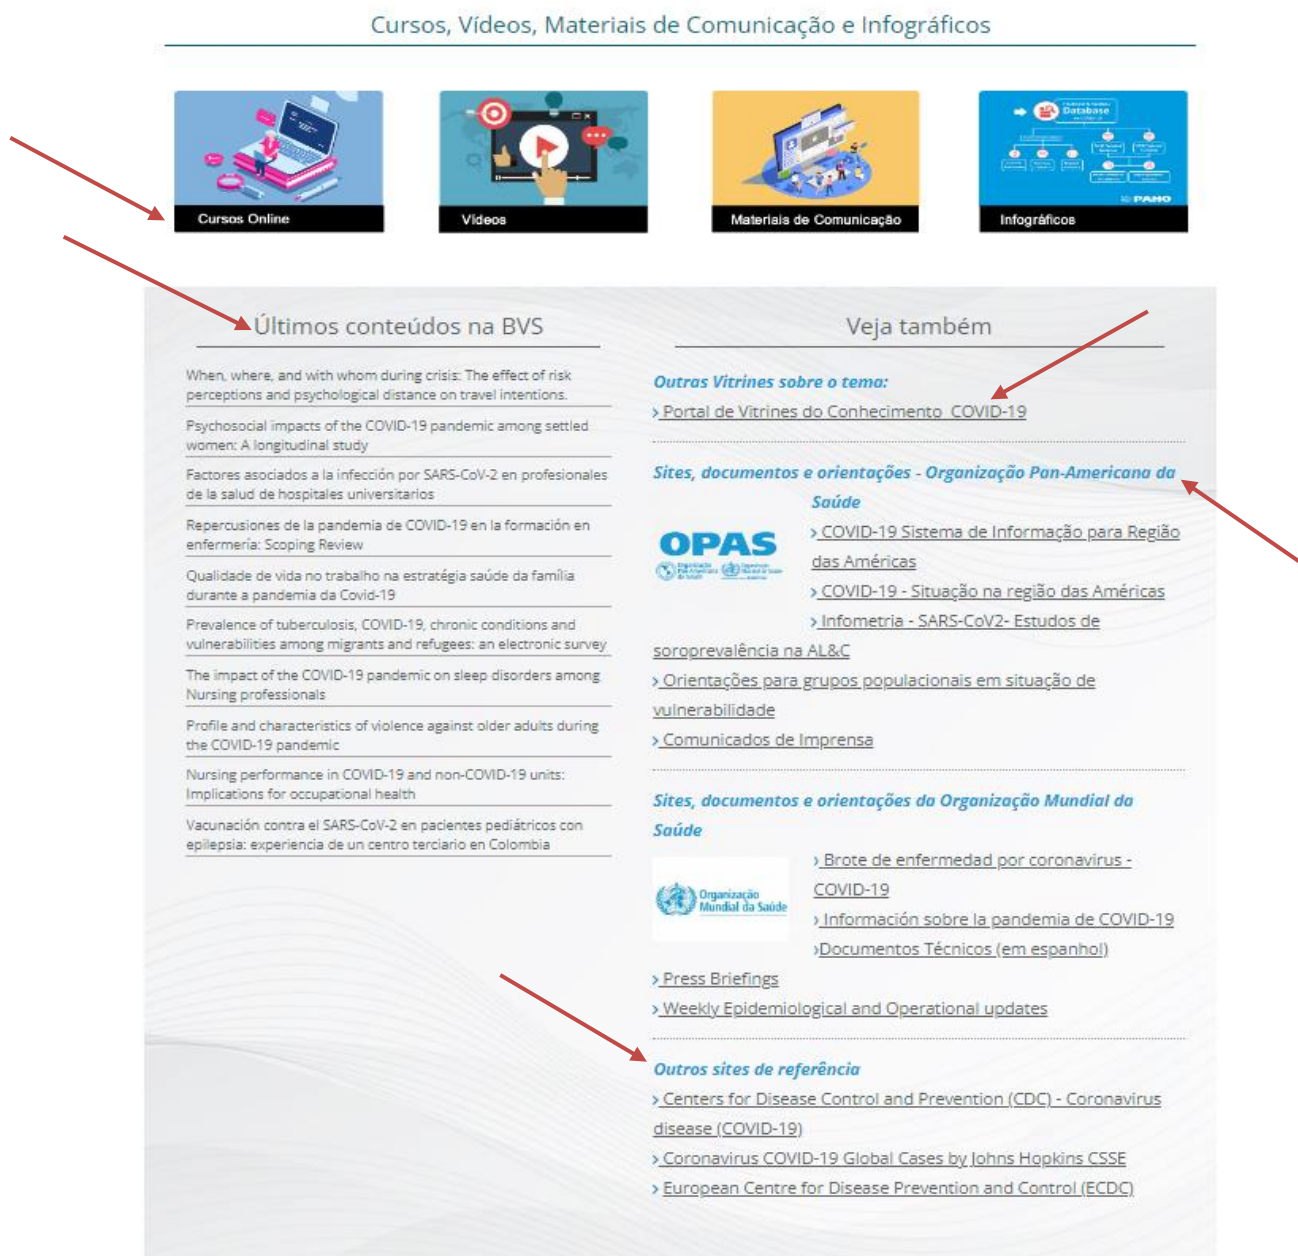 Cursos, Vídeos, Materiais de Comunicação e Infográficos
Database
PAHO
Cursos Online
Vídeos
Materiais de Comunicação
Infográficos
Últimos conteúdos na BVS
When, where, and with whom during crisis: The effect of risk
perceptions and psychological distance on travel intentions.
Psychosocial impacts of the COVID-19 pandemic among settled
women: A longitudinal study
Factores asociados a la infección por SARS-CoV-2 en profesionales
de la salud de hospitales universitarios
Repercusiones de la pandemia de COVID-19 en la formación en
enfermería: Scoping Review
Qualidade de vida no trabalho na estratégia saúde da família
durante a pandemia da Covid-19
Prevalence of tuberculosis, COVID-19, chronic conditions and
vulnerabilities among migrants and refugees: an electronic survey
The impact of the COVID-19 pandemic on sleep disorders among
Nursing professionals
Profile and characteristics of violence against older adults during
the COVID-19 pandemic
Nursing performance in COVID-19 and non-COVID-19 units:
Implications for occupational health
Vacunación contra el SARS-CoV-2 en pacientes pediátricos con
epilepsia: experiencia de un centro terciario en Colombia
Veja também
Outras Vitrines sobre o tema:
› Portal de Vitrines do Conhecimento COVID-19
Sites, documentos e orientações - Organização Pan-Americana da
Saúde
OPAS
› COVID-19 Sistema de Informação para Região
das Américas
› COVID-19 - Situação na região das Américas
› Infometria - SARS-CoV2- Estudos de
soroprevalência na AL&C
› Orientações para grupos populacionais em situação de
vulnerabilidade
› Comunicados de Imprensa
Sites, documentos e orientações da Organização Mundial da
Saúde
Organização
Mundial da Saúde
› Brote de enfermedad por coronavirus -
COVID-19
› Información sobre la pandemia de COVID-19
›Documentos Técnicos (em espanhol)
› Press Briefings
› Weekly Epidemiological and Operational updates
Outros sites de referência
› Centers for Disease Control and Prevention (CDC) - Coronavirus
disease (COVID-19)
› Coronavirus COVID-19 Global Cases by Johns Hopkins CSSE
› European Centre for Disease Prevention and Control (ECDC)